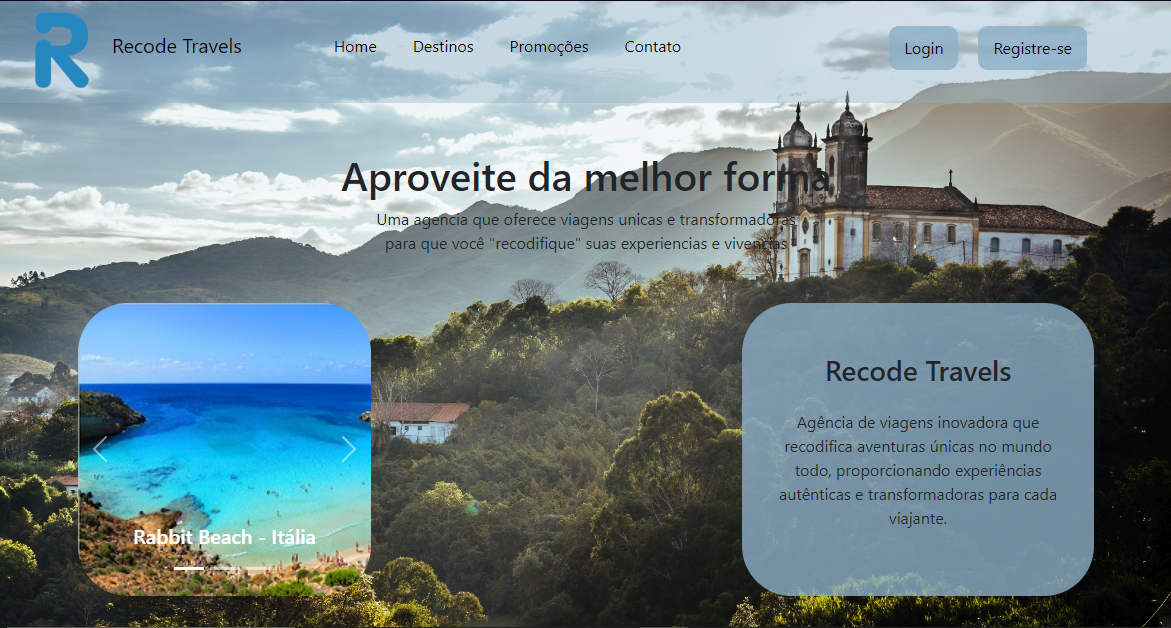 R Recode Travels Home Destinos Promoções Contato Login Registre-se
Aproveite da melhor forma
Uma agencia que oferece viagens unicas e transformadoras
para que você "recodifique" suas experiencias e vivencias
Recode Travels
Agência de viagens inovadora que
recodifica aventuras únicas no mundo
todo, proporcionando experiências
autênticas e transformadoras para cada
viajante.
Rabbit Beach - Itália